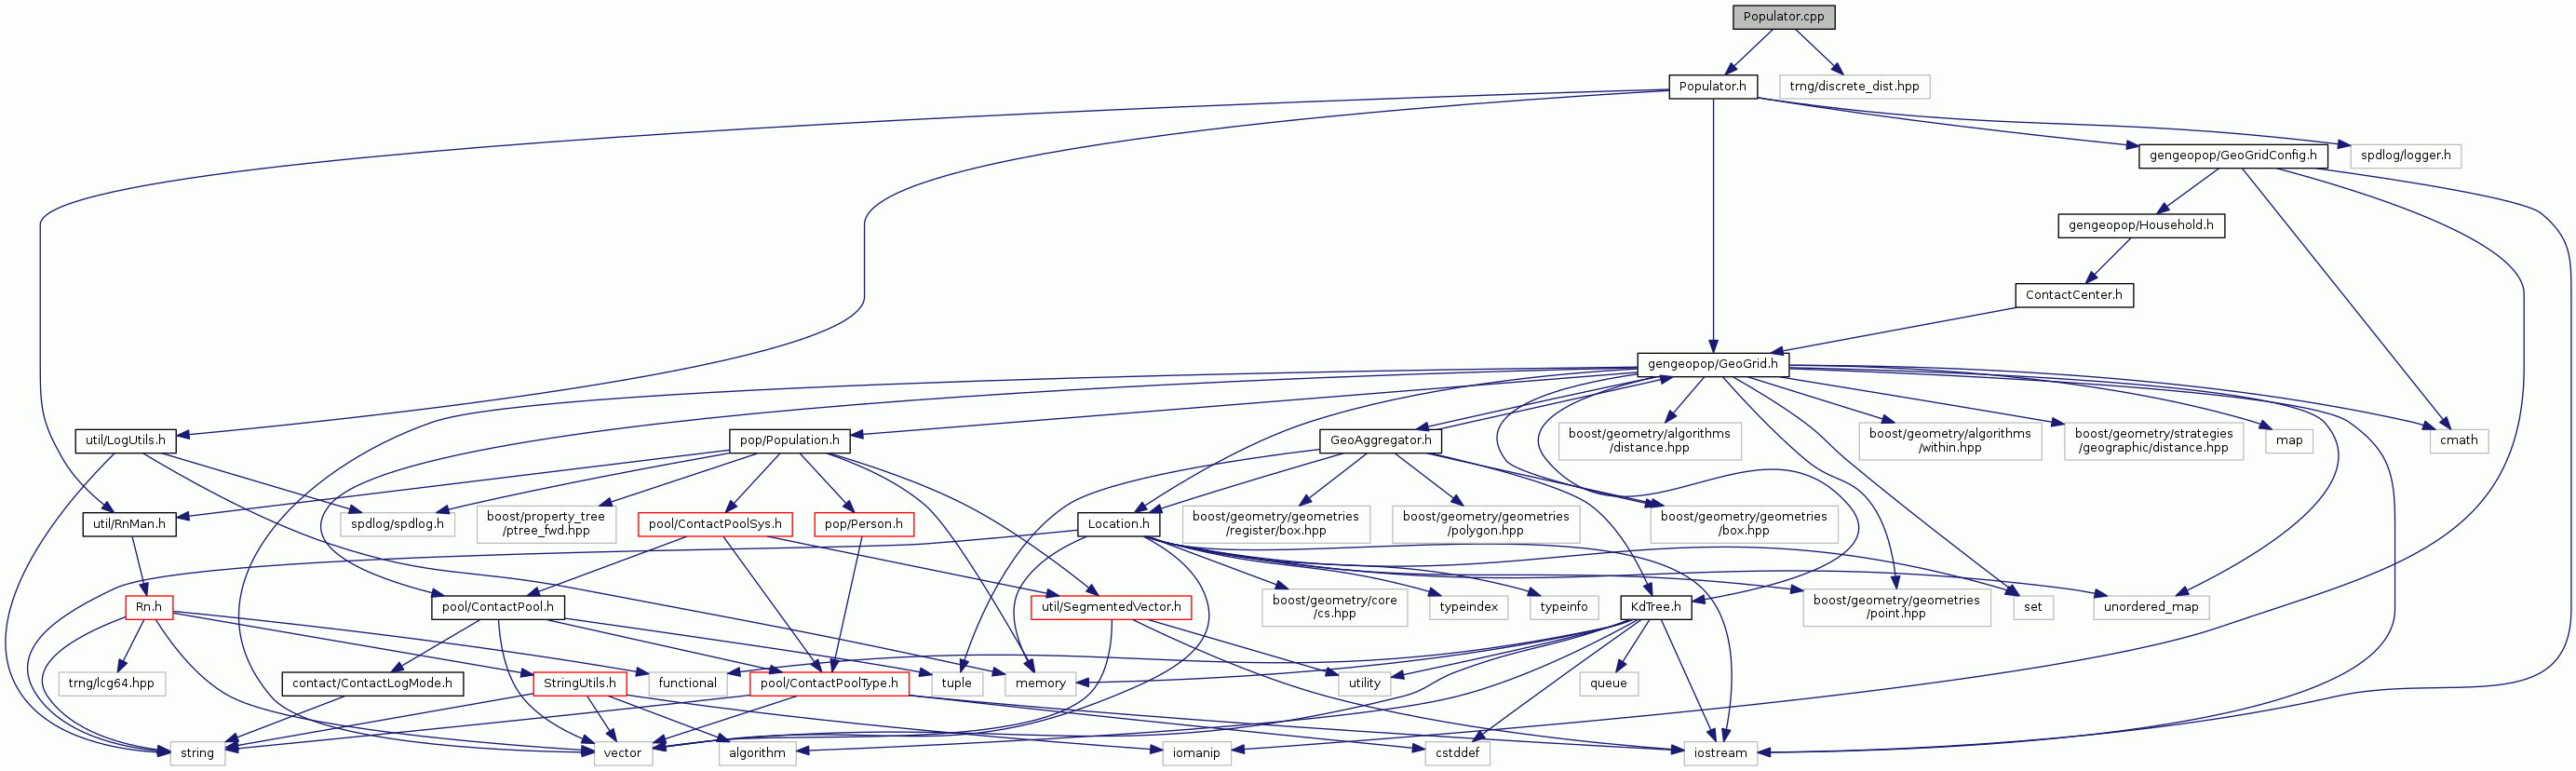 Populator.cpp
Populator.h
trng/discrete_dist.hpp
gengeopop/GeoGridConfig.h
spdlog/logger.h
gengeopop/Household.h
ContactCenter.h
gengeopop/GeoGrid.h
util/LogUtils.h
pop/Population.h
GeoAggregator.h
boost/geometry/algorithms
/distance.hpp
boost/geometry/algorithms
/within.hpp
boost/geometry/strategies
/geographic/distance.hpp
map
cmath
util/RnMan.h
spdlog/spdlog.h
boost/property_tree
/ptree_fwd.hpp
pool/ContactPoolSys.h
pop/Person.h
Location.h
boost/geometry/geometries
/register/box.hpp
boost/geometry/geometries
/polygon.hpp
boost/geometry/geometries
/box.hpp
Rn.h
pool/ContactPool.h
util/SegmentedVector.h
boost/geometry/core
/cs.hpp
typeindex
typeinfo
KdTree.h
boost/geometry/geometries
/point.hpp
set
unordered_map
trng/lcg64.hpp
contact/ContactLogMode.h
StringUtils.h
functional
pool/ContactPoolType.h
tuple
memory
utility
queue
string
vector
algorithm
iomanip
cstddef
iostream